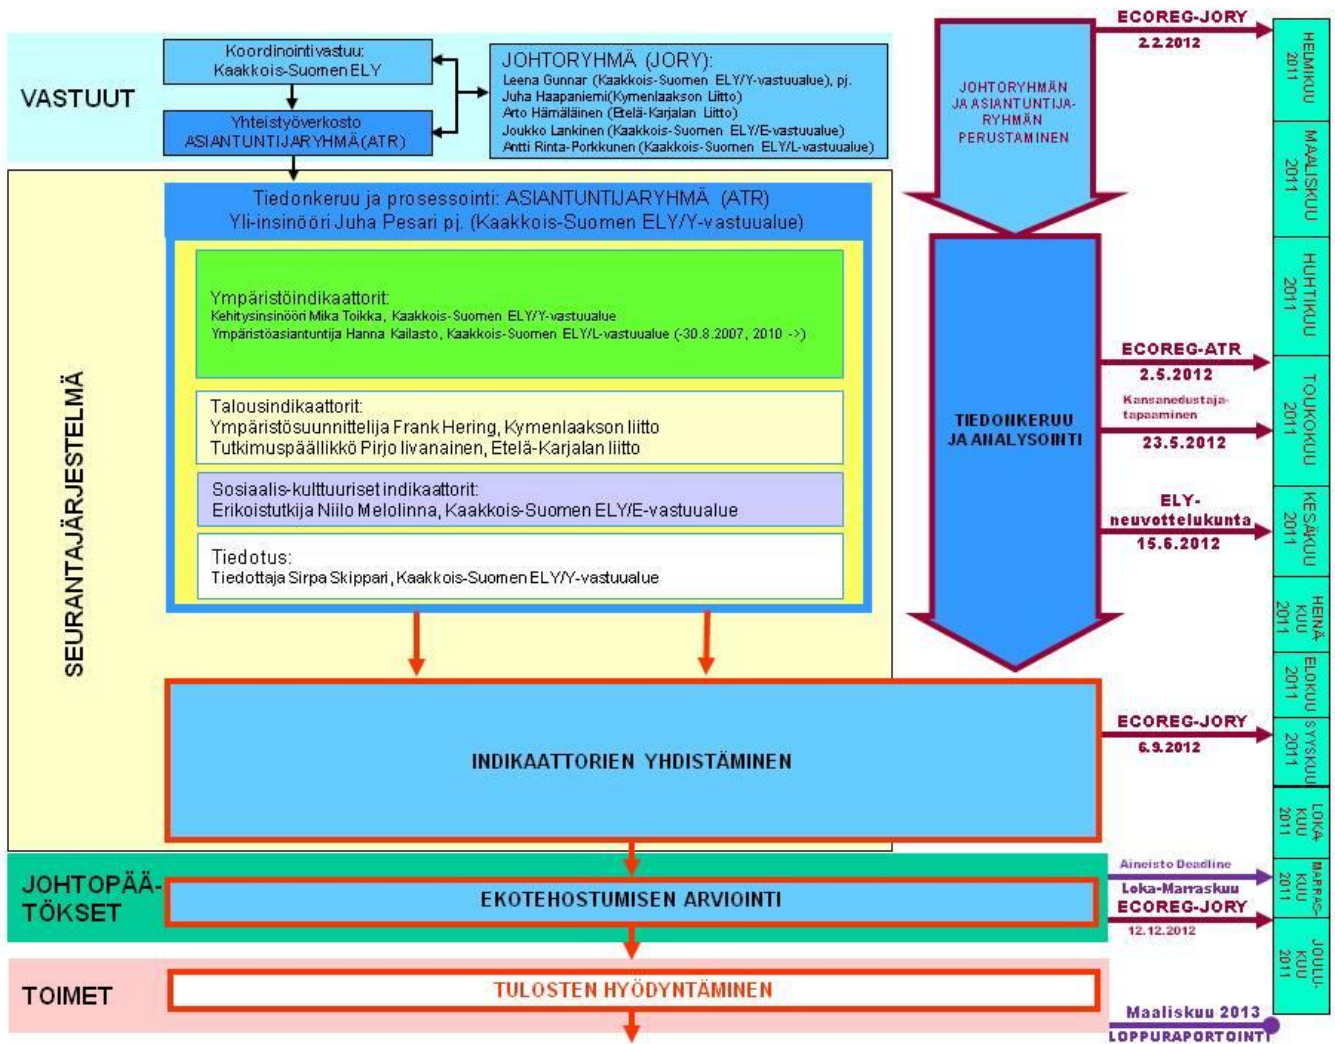 VASTUUT
Koordinointivastuu:
Kaakkois-Suomen ELY
Yhteistyöverkosto
ASIANTUNTIJARYHMÄ(ATR)
JOHTORYHMÄ (JORY):
Leena Gunnar (Kaakkois-Suomen ELY/Y-vastuualue), pj.
Juha Haapaniemi(Kymenlaakson Liitto)
Arto Hämäläinen (Etelä-Karjalan Liitto)
Joukko Lankinen (Kaakkois-Suomen ELY/E-vastuualue)
Antti Rinta-Porkkunen (Kaakkois-Suomen ELY/L-vastuualue)
SEURANTAJÄRJESTELMÄ
Tiedonkeruu ja prosessointi: ASIANTUNTIJARYHMÄ (ATR)
Yli-insinööri Juha Pesari pj. (Kaakkois-Suomen ELY/Y-vastuualue)
Ympäristöindikaattorit:
Kehitysinsinööri Mika Toikka, Kaakkois-Suomen ELY/Y-vastuualue
Ympäristöasiantuntija Hanna Kailasto, Kaakkois-Suomen ELY/L-vastuualue (-30.8.2007, 2010 ->)
Talousindikaattorit:
Ympäristösuunnittelija Frank Hering, Kymenlaakson liitto
Tutkimuspäällikkö Pirjo Iivanainen, Etelä-Karjalan liitto
Sosiaalis-kulttuuriset indikaattorit:
Erikoistutkija Niilo Melolinna, Kaakkois-Suomen ELY/E-vastuualue
Tiedotus:
Tiedottaja Sirpa Skippari, Kaakkois-Suomen ELY/Y-vastuualue
INDIKAATTORIEN YHDISTÄMINEN
JOHTOPÄÄ-
TÖKSET
EKOTEHOSTUMISEN ARVIOINTI
TOIMET
TULOSTEN HYÖDYNTÄMINEN
JOHTORYHMÄN
JA ASIANTUNTIJA-
RYHMÄN
PERUSTAMINEN
TIEDONKERUU
JA ANALYSOINTI
ECOREG-JORY
2.2.2012
ECOREG-ATR
2.5.2012
Kansanedustaja-
tapaaminen
23.5.2012
ELY-
neuvottelukunta
15.6.2012
ECOREG-JORY
6.9.2012
Aineisto Deadline
Loka-Marraskuu
ECOREG-JORY
12.12.2012
Maaliskuu 2013
LOPPURAPORTOINTI
HELMIKUU
2011
MAALISKUU
2011
HUHTIKUU
2011
TOUKOKUU
2011
KESÄKUU
2011
HEINÄ-
KUU
2011
ELOKUU
2011
SYYSKUU
2011
LOKA-
KUU
2011
MARRAS-
KUU
2011
JOULU-
KUU
2011